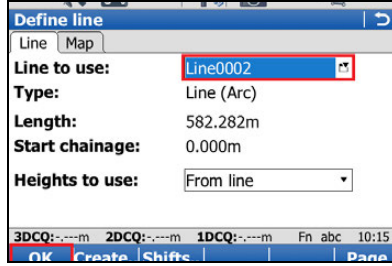 Define line
Line Map
Line to use: Line0002
Type: Line (Arc)
Length: 582.282m
Start chainage: 0.000m
Heights to use: From line
3DCQ:-.---m 2DCQ:-.---m 1DCQ:-.---m Fn abc 10:15
OK Create. Shifts. Page